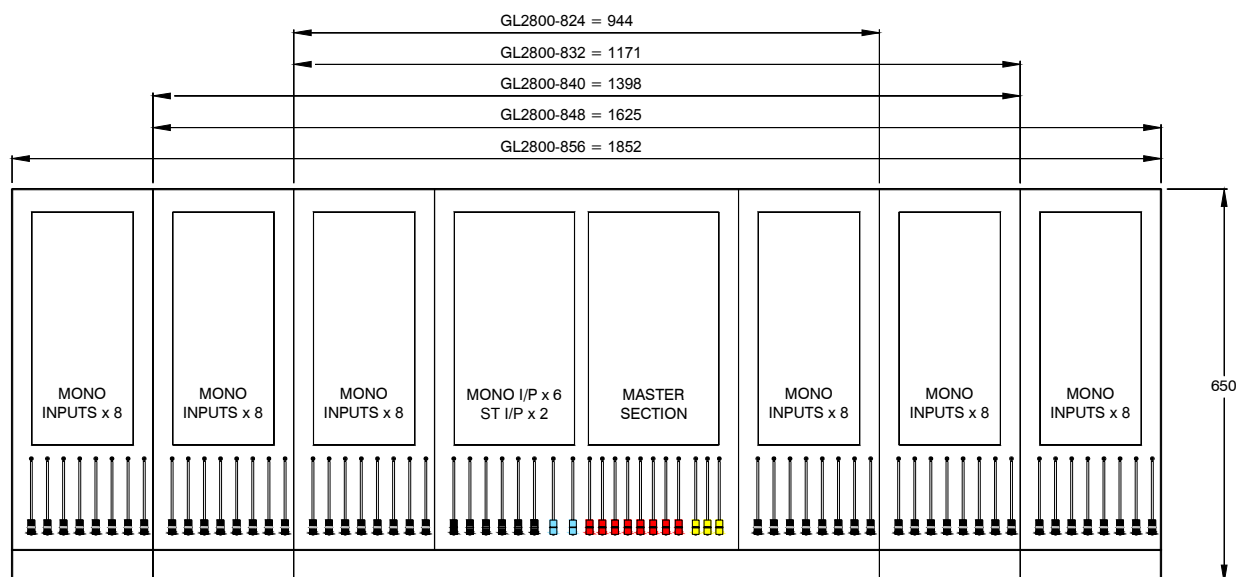 GL2800-824 = 944
GL2800-832 = 1171
GL2800-840 = 1398
GL2800-848 = 1625
GL2800-856 = 1852
650
MONO
INPUTS x 8
MONO
INPUTS x 8
MONO
INPUTS x 8
MONO I/P x 6
ST I/P x 2
MASTER
SECTION
MONO
INPUTS x 8
MONO
INPUTS x 8
MONO
INPUTS x 8